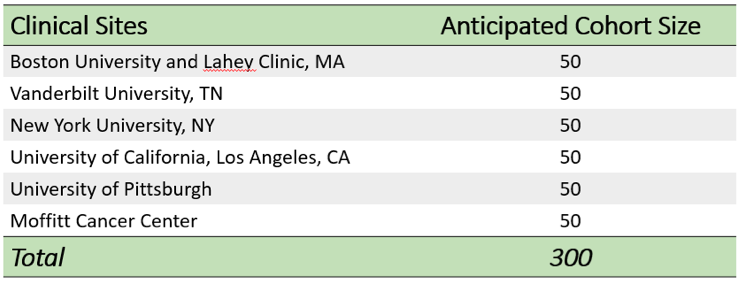 Clinical Sites Anticipated Cohort Size
Boston University and Lahey Clinic, MA 50
Vanderbilt University, TN 50
New York University, NY 50
University of California, Los Angeles, CA 50
University of Pittsburgh 50
Moffitt Cancer Center 50
Total 300